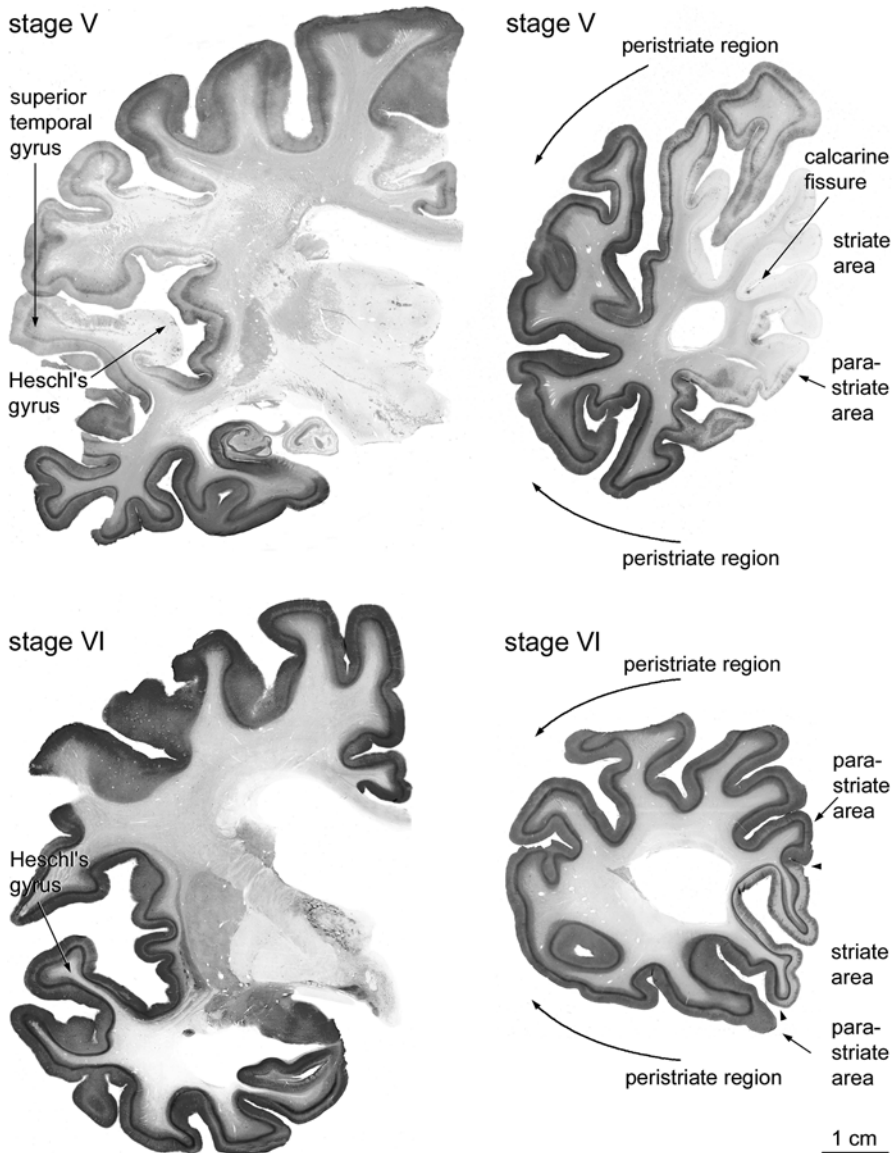 stage V
superior
temporal
gyrus
Heschl's
gyrus
stage V
peristriate region
calcarine
fissure
striate
area
para-
striate
area
peristriate region
stage VI
Heschl's
gyrus
stage VI
peristriate region
para-
striate
area
striate
area
para-
striate
area
peristriate region
1 cm